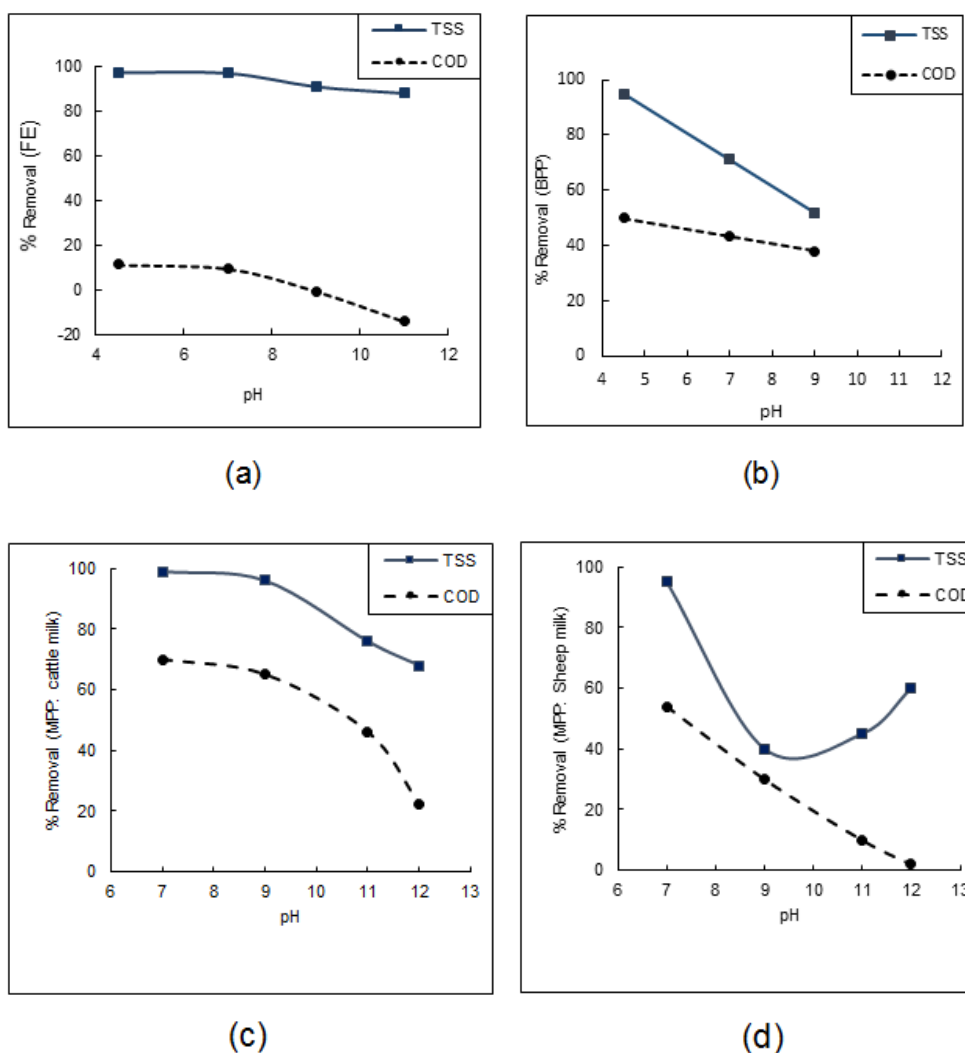 TSS
COD
100
80
60
40
20
0
-20
% Removal (FE)
4 6 8 10 12
pH
(a)
TSS
COD
100
80
60
40
20
0
% Removal (BPP)
4 5 6 7 8 9 10 11 12
pH
(b)
TSS
COD
100
80
60
40
20
0
% Removal (MPP. cattle milk)
6 7 8 9 10 11 12 13
pH
(c)
TSS
COD
100
80
60
40
20
0
% Removal (MPP. Sheep milk)
6 7 8 9 10 11 12 13
pH
(d)